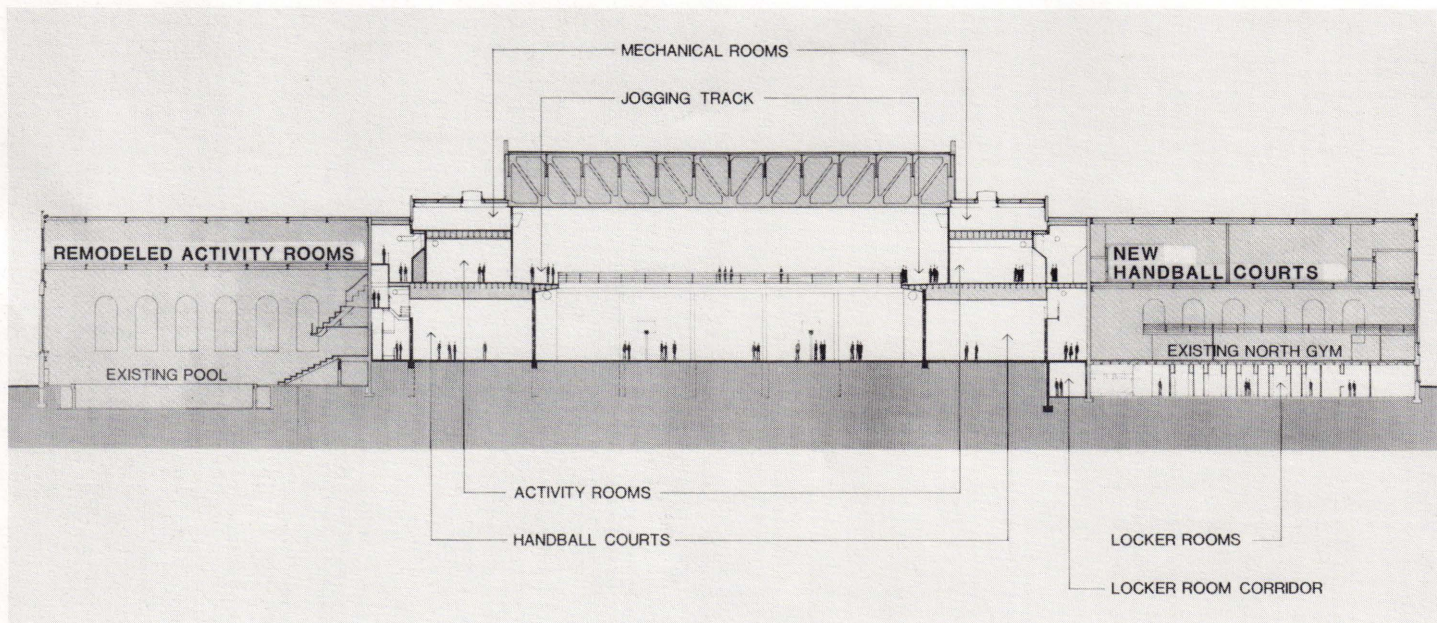 MECHANICAL ROOMS
JOGGING TRACK
REMODELED ACTIVITY ROOMS
NEW
HANDBALL COURTS
EXISTING POOL
EXISTING NORTH GYM
ACTIVITY ROOMS
HANDBALL COURTS
LOCKER ROOMS
LOCKER ROOM CORRIDOR